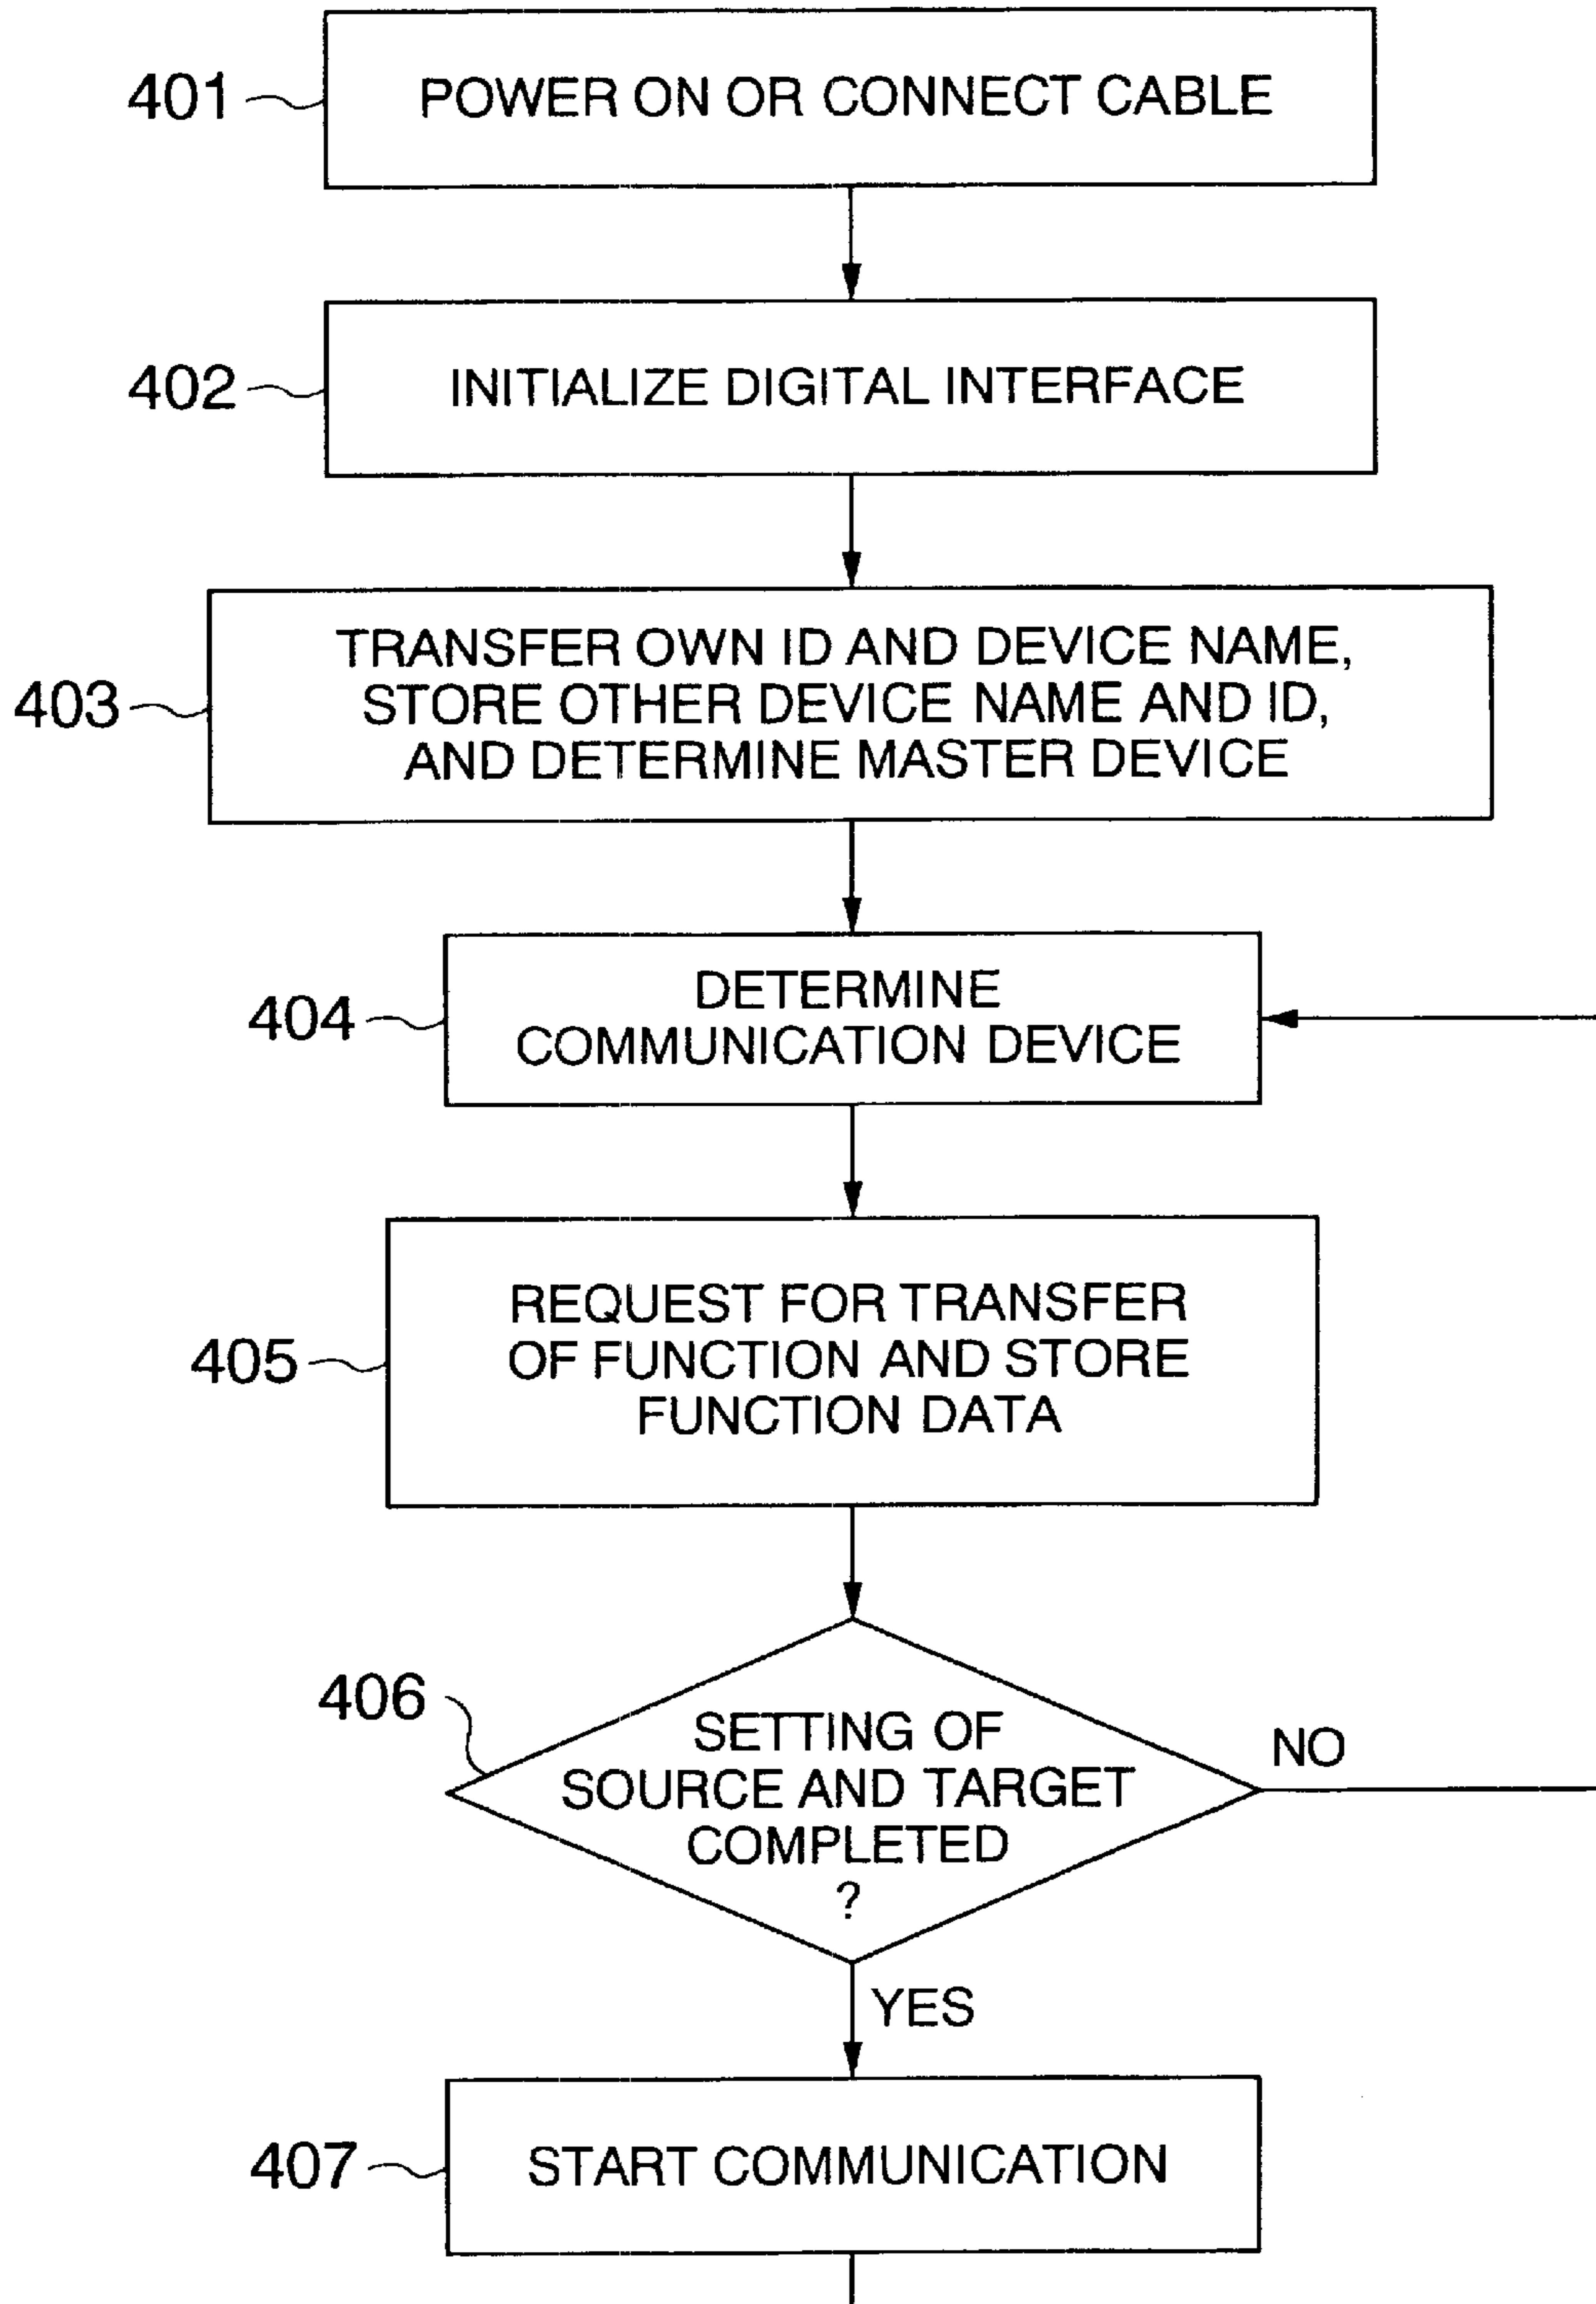 401
POWER ON OR CONNECT CABLE
402
INITIALIZE DIGITAL INTERFACE
403
TRANSFER OWN ID AND DEVICE NAME,
STORE OTHER DEVICE NAME AND ID,
AND DETERMINE MASTER DEVICE
404
DETERMINE
COMMUNICATION DEVICE
405
REQUEST FOR TRANSFER
OF FUNCTION AND STORE
FUNCTION DATA
406
SETTING OF
SOURCE AND TARGET
COMPLETED
?
NO
YES
407
START COMMUNICATION